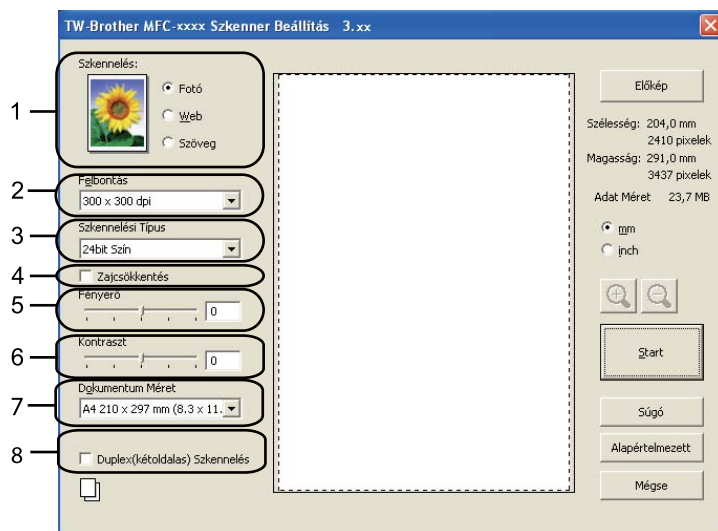 TW-Brother MFC-xxxx Szkenner Beállítás 3.xx
Szkennelés:
Fotó
Web
Szöveg
1
Felbontás
300 x 300 dpi
2
Szkennelési Típus
24bit Szín
3
Zajcsökkentés
4
Fényerő
0
5
Kontraszt
0
6
Dokumentum Méret
A4 210 x 297 mm (8.3 x 11.
7
Duplex(kétoldalas) Szkennelés
8
Előkép
Szélesség: 204,0 mm
2410 pixelek
Magasság: 291,0 mm
3437 pixelek
Adat Méret 23,7 MB
mm
inch
Start
Súgó
Alapértelmezett
Mégse